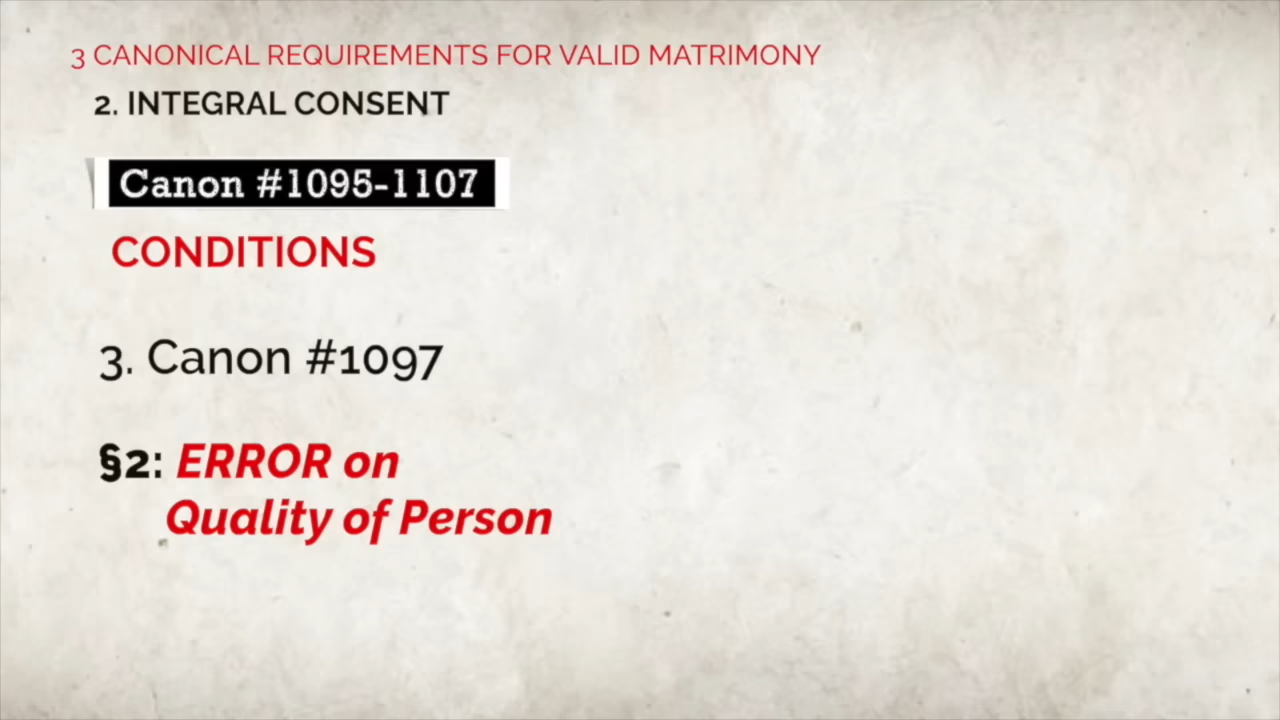 3 CANONICAL REQUIREMENTS FOR VALID MATRIMONY
2. INTEGRAL CONSENT
Canon #1095-1107
CONDITIONS
3. Canon #1097
§2: ERROR on
Quality of Person